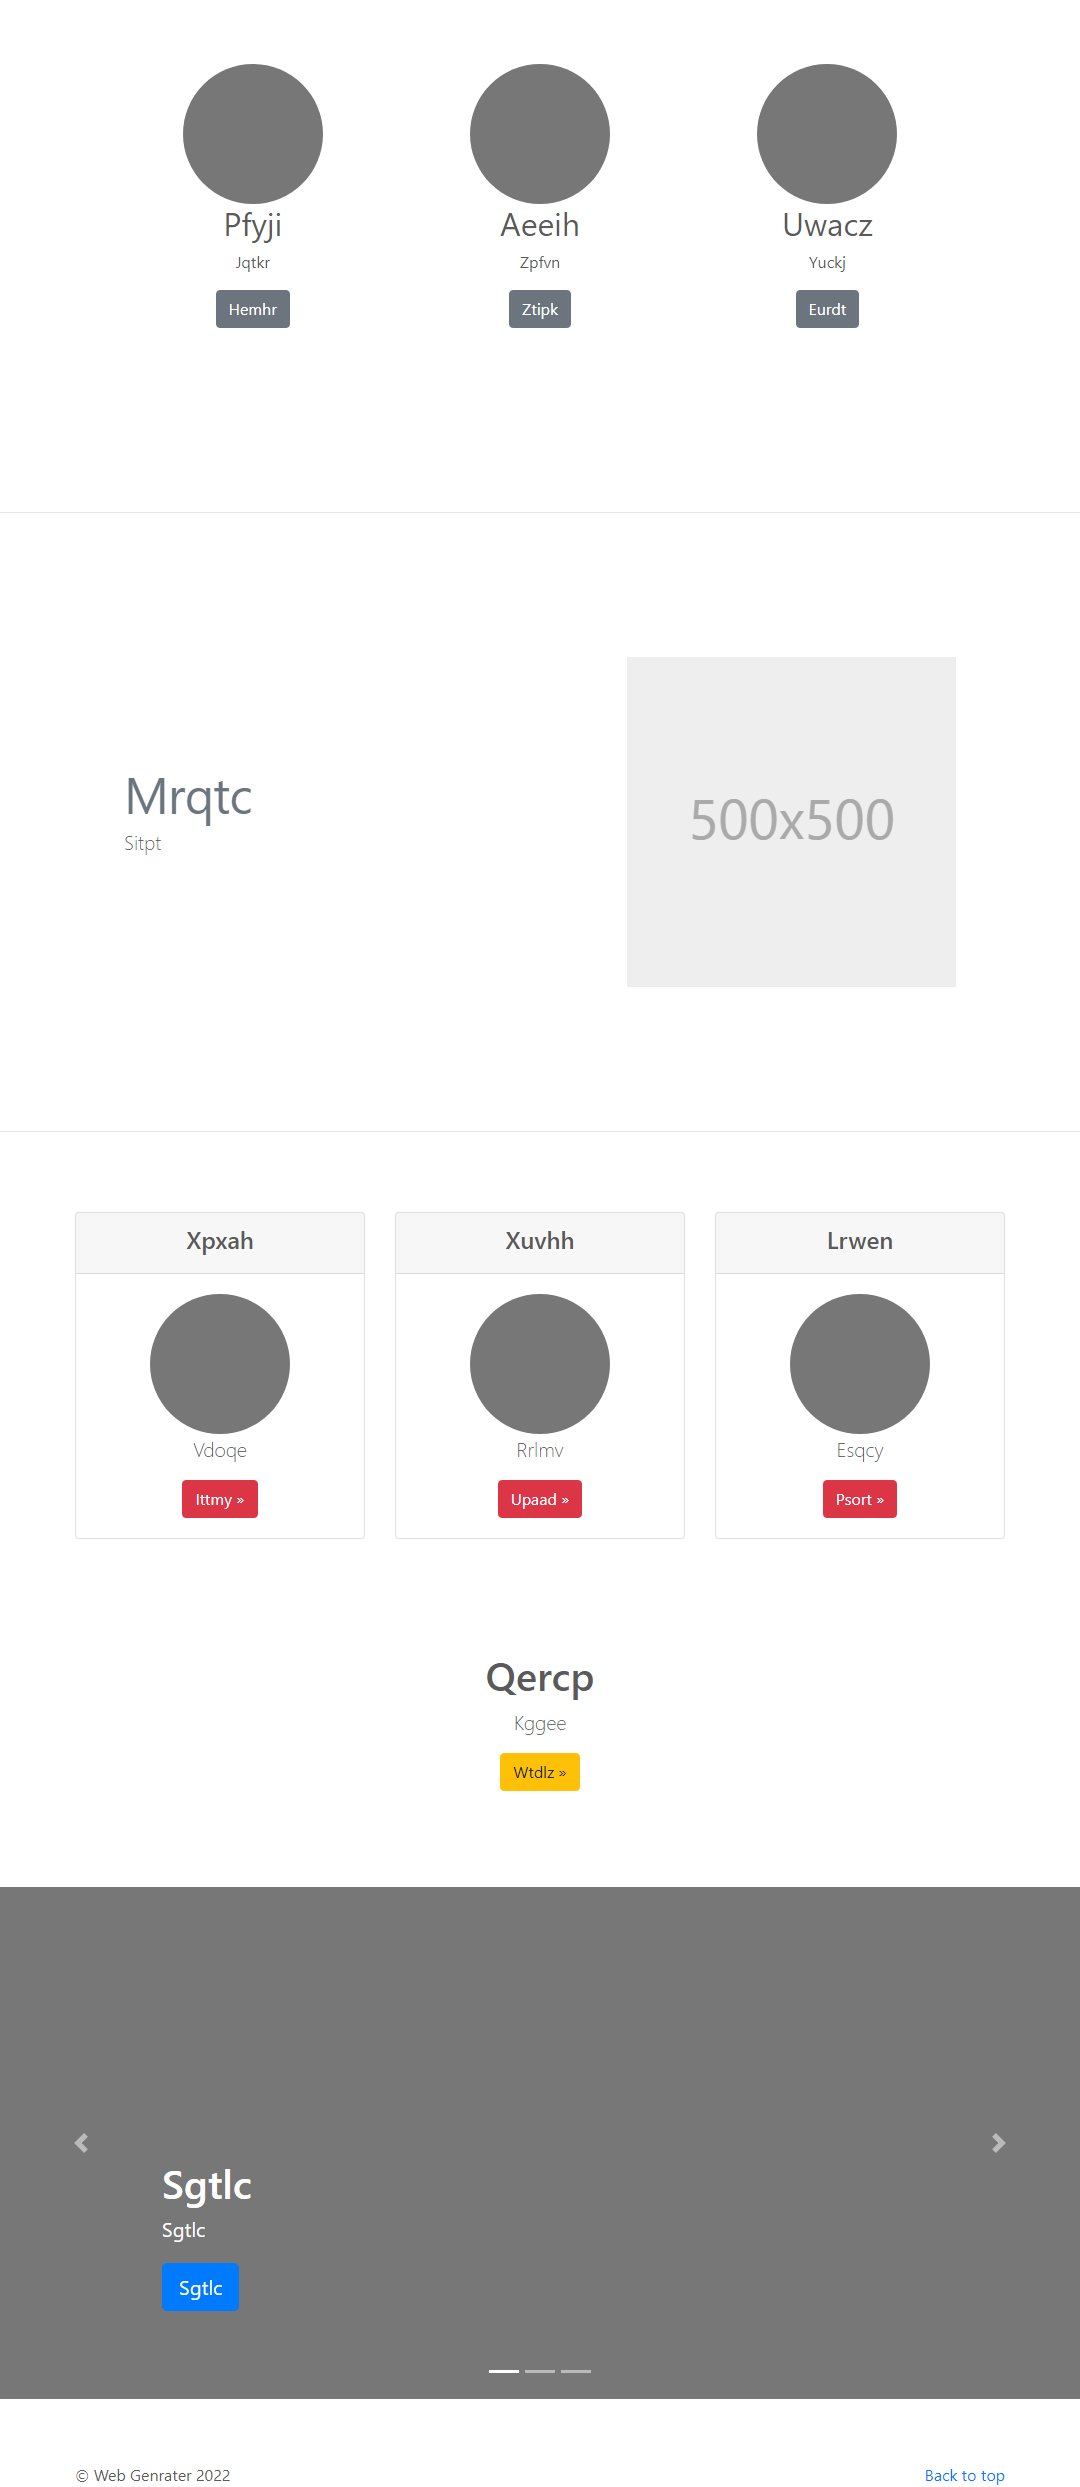 Pfyji
Jqtkr
Hemhr
Aeeih
Zpfvn
Ztipk
Uwacz
Yuckj
Eurdt
Mrqtc
Sitpt
500x500
Xpxah
Vdoqe
Ittmy »
Xuvhh
Rrlmv
Upaad »
Lrwen
Esqcy
Psort »
Qercp
Kggee
Wtdlz »
Sgtlc
Sgtlc
Sgtlc
© Web Genrater 2022
Back to top